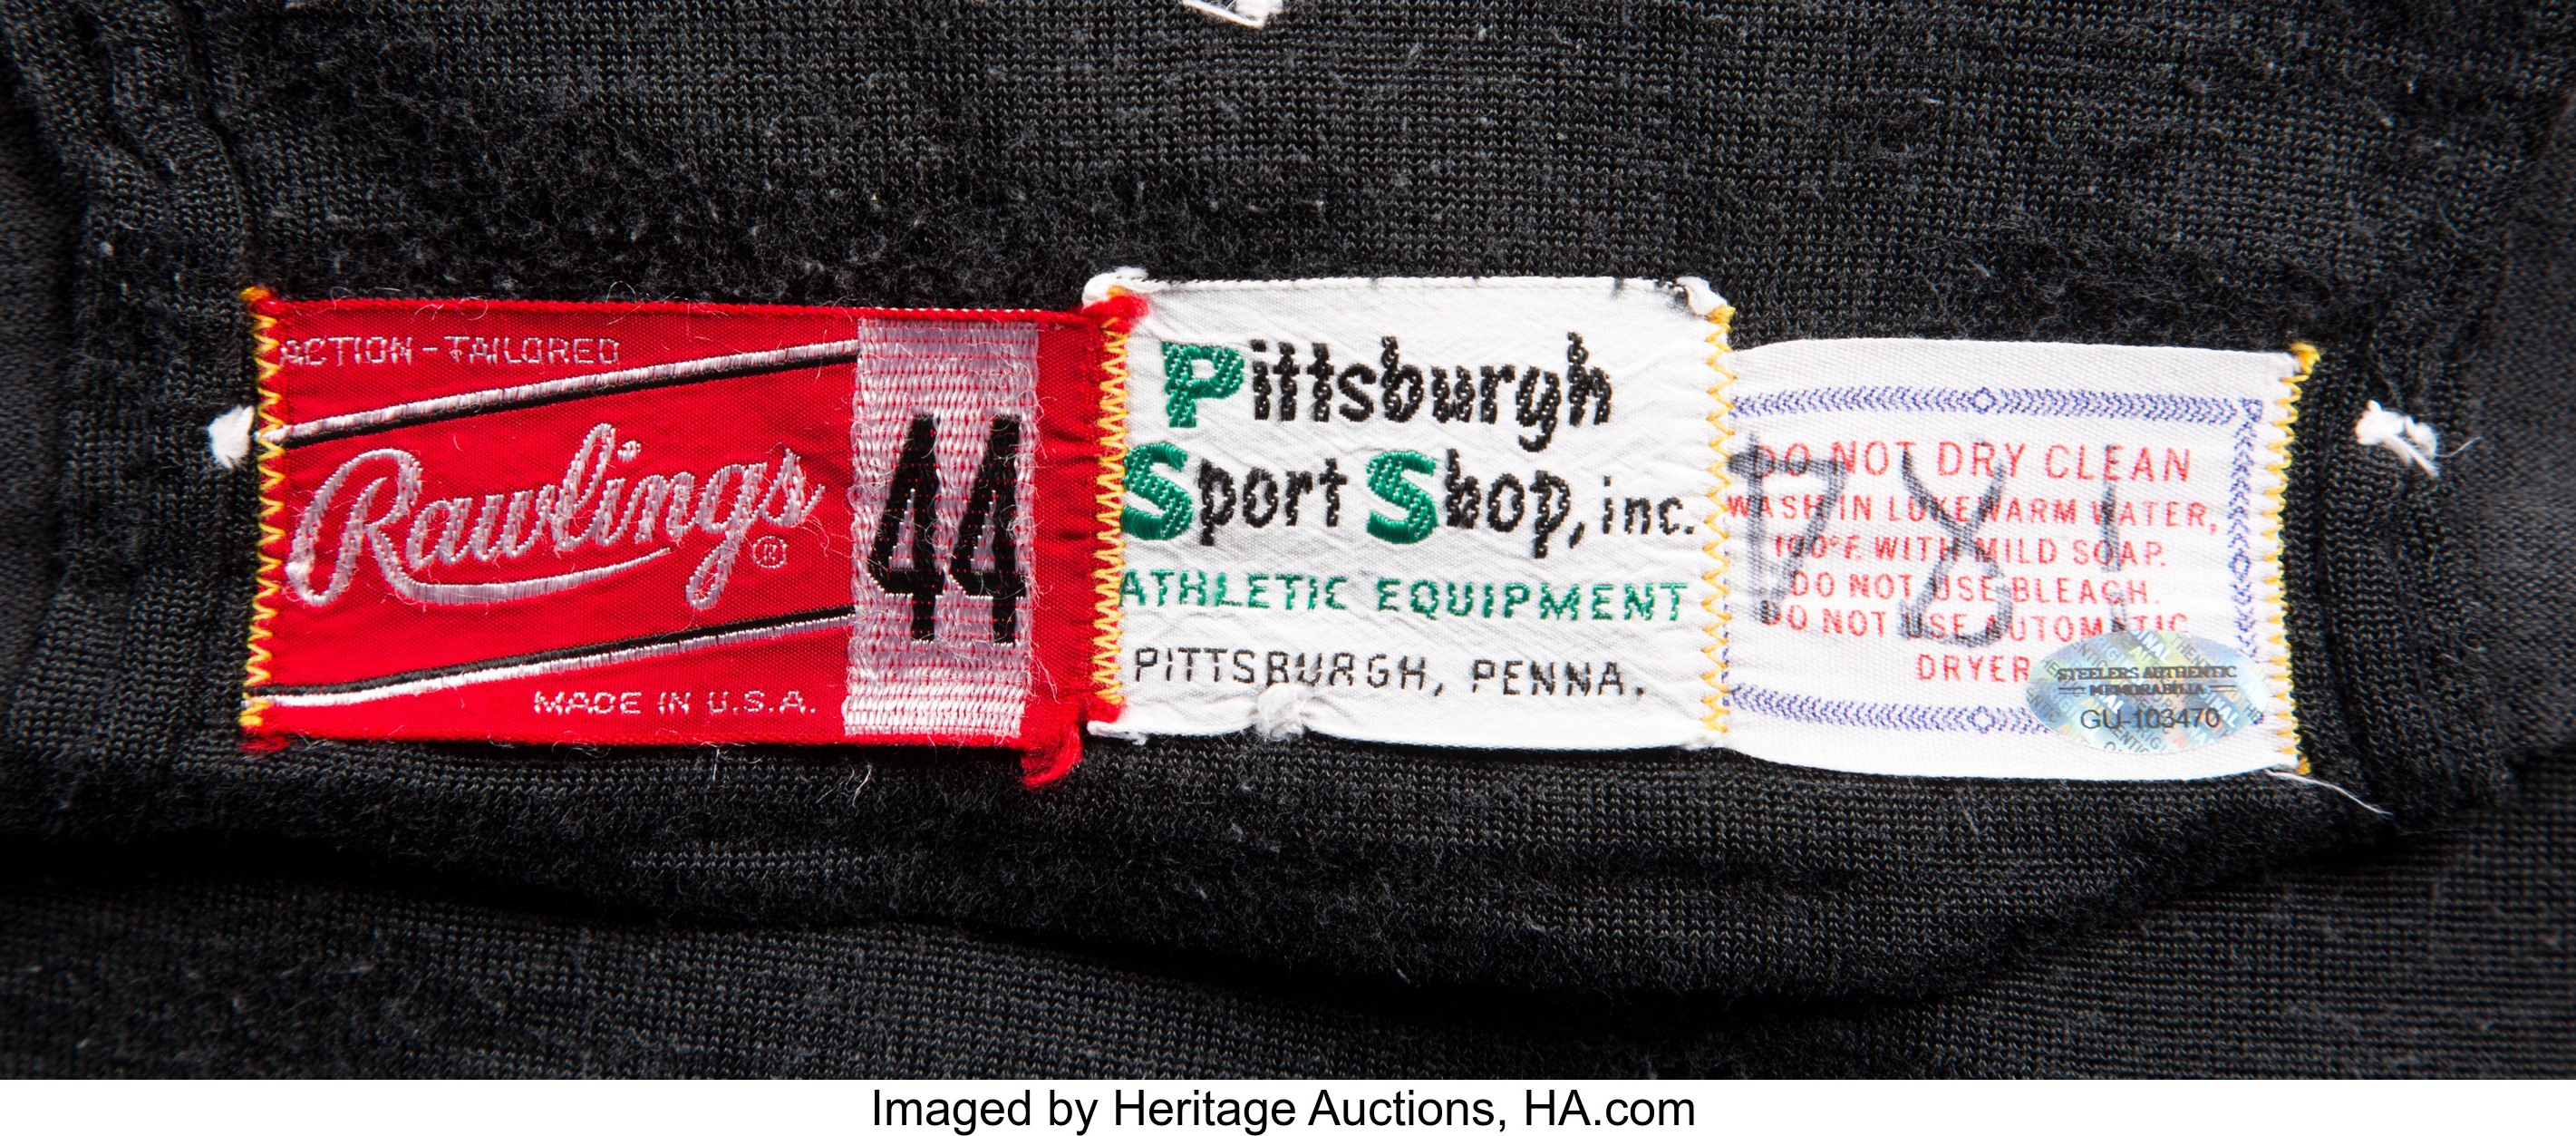 ACTION-TAILORED
Rawlings ®
44
MADE IN U.S.A.
Pittsburgh
Sport Shop, inc.
ATHLETIC EQUIPMENT
PITTSBURGH, PENNA.
DO NOT DRY CLEAN
WASH IN LUKEWARM WATER,
100°F. WITH MILD SOAP.
DO NOT USE BLEACH.
DO NOT USE AUTOMATIC
DRYER
STEELERS AUTHENTIC
MEMORABILIA
GU-103470
Imaged by Heritage Auctions, HA.com